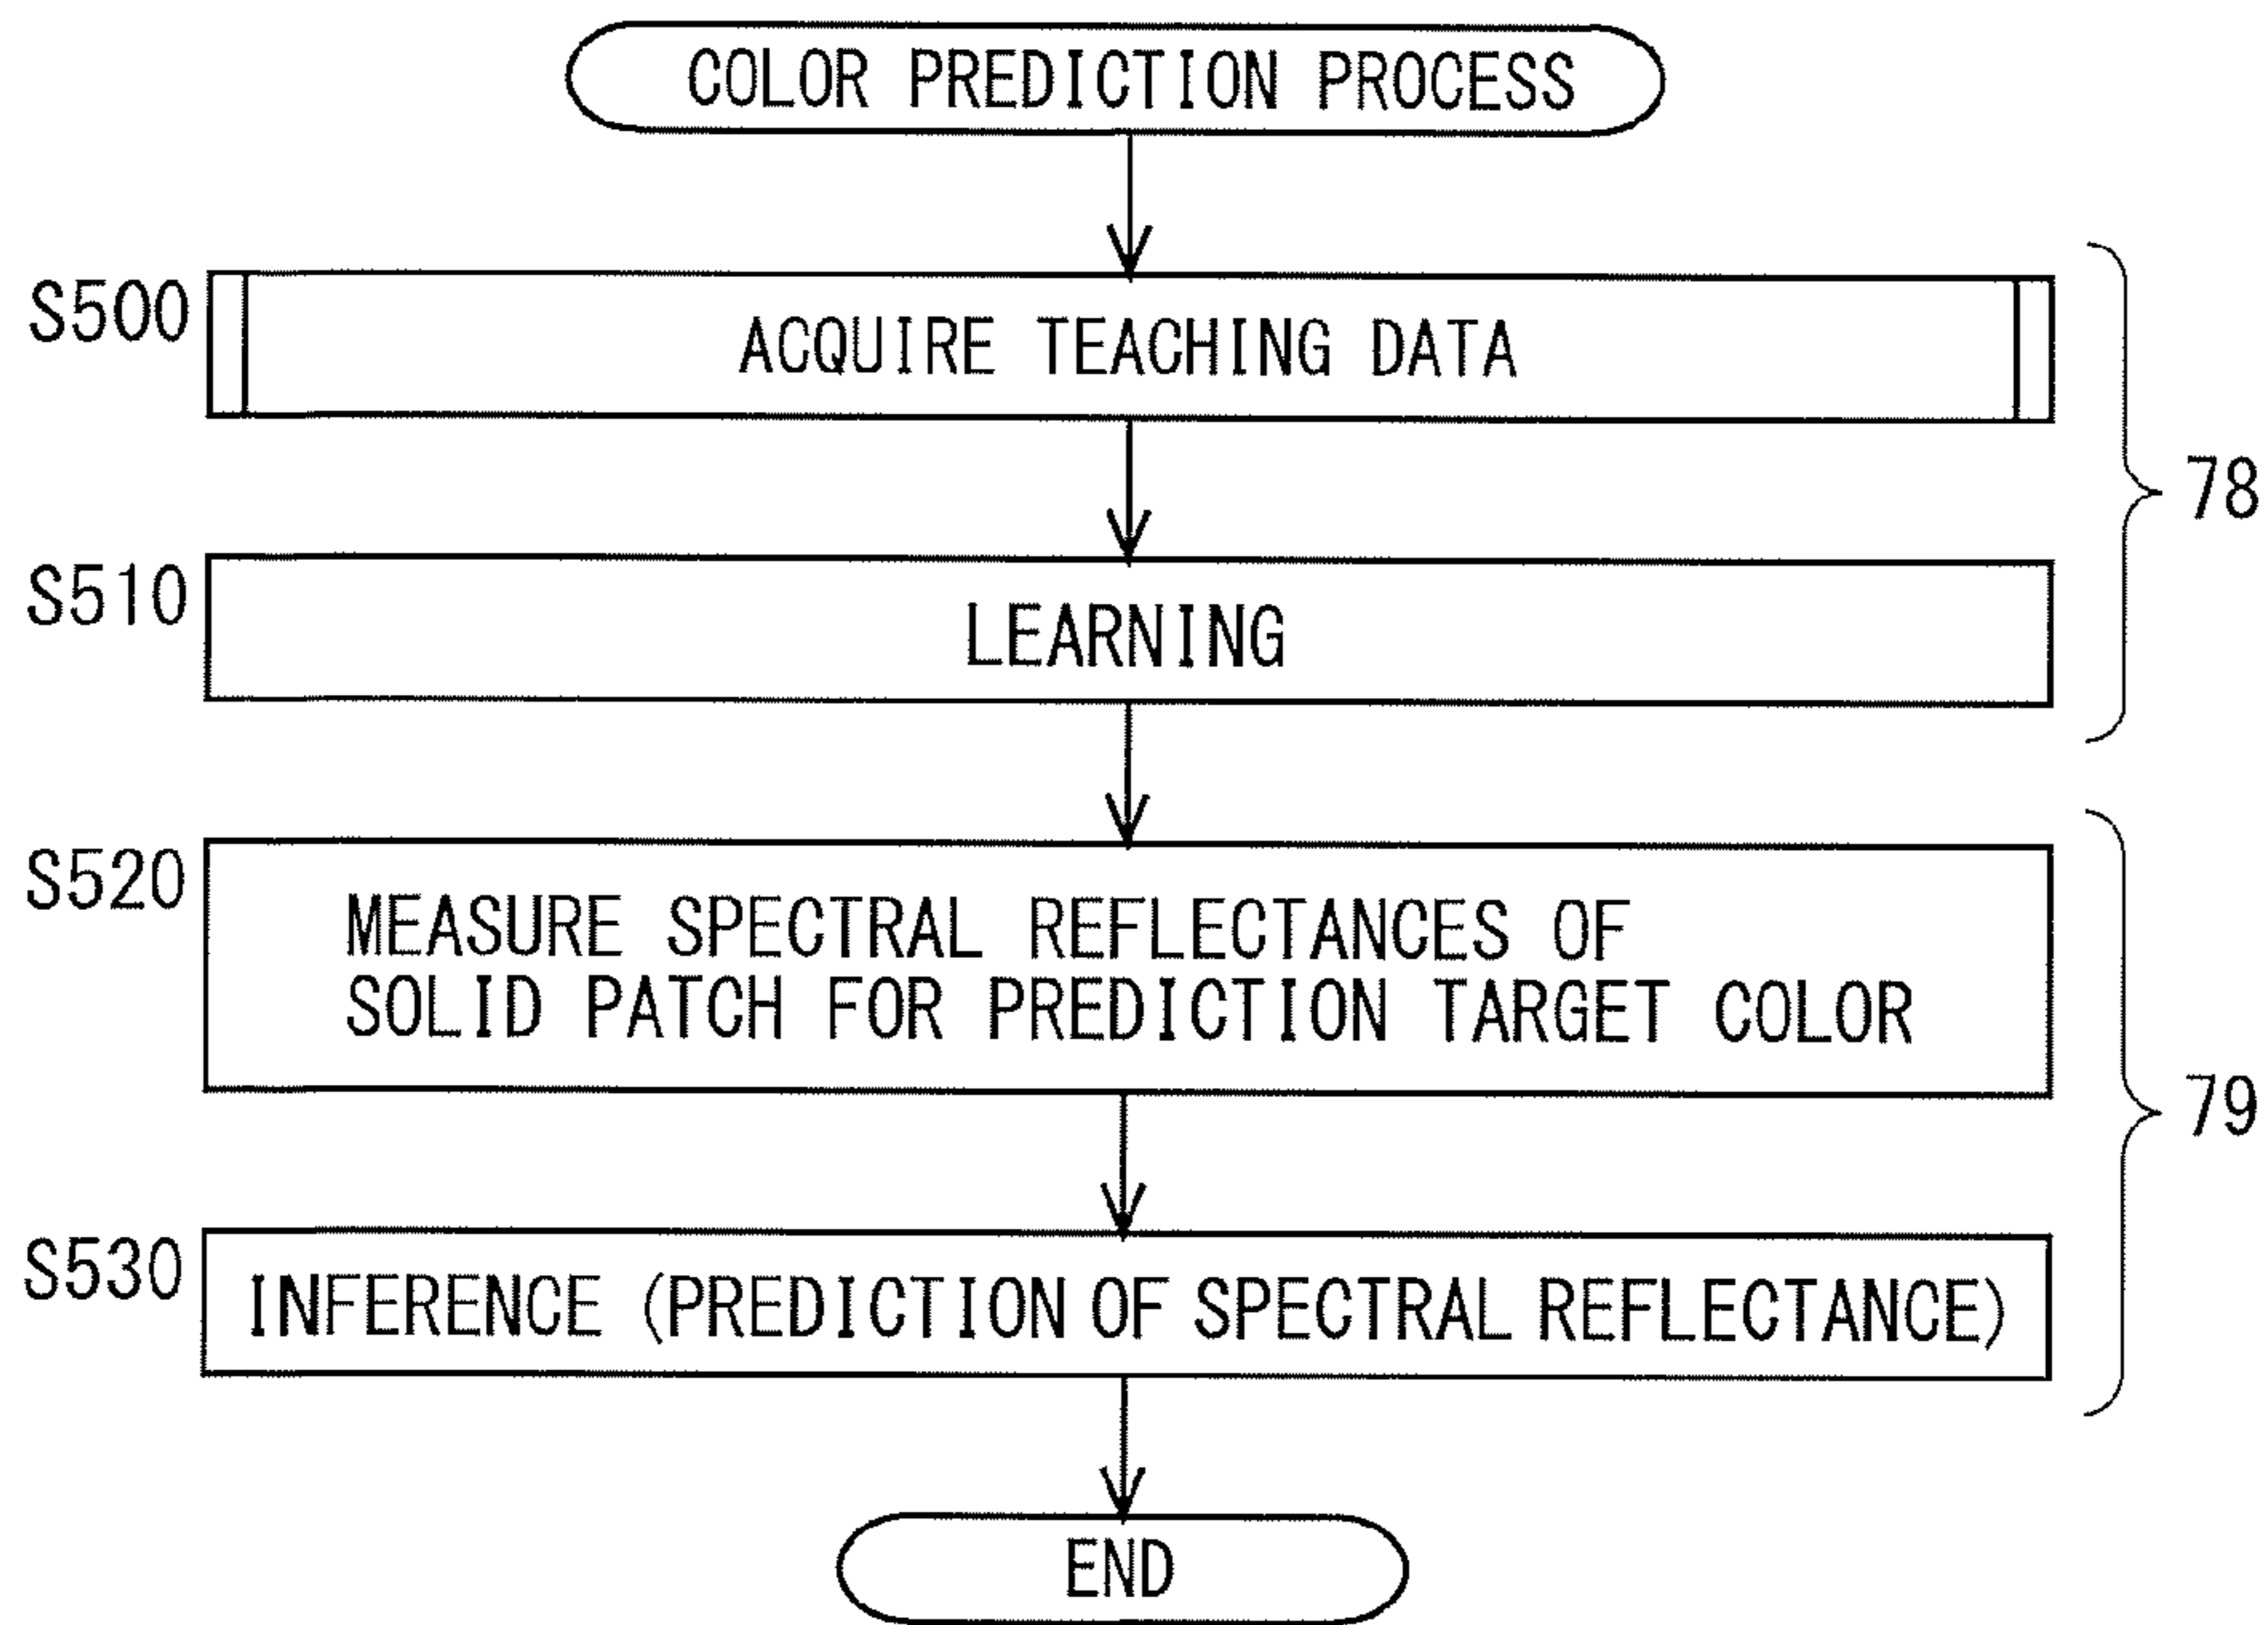 COLOR PREDICTION PROCESS
S500
ACQUIRE TEACHING DATA
78
S510
LEARNING
S520
MEASURE SPECTRAL REFLECTANCES OF
SOLID PATCH FOR PREDICTION TARGET COLOR
79
S530
INFERENCE (PREDICTION OF SPECTRAL REFLECTANCE)
END